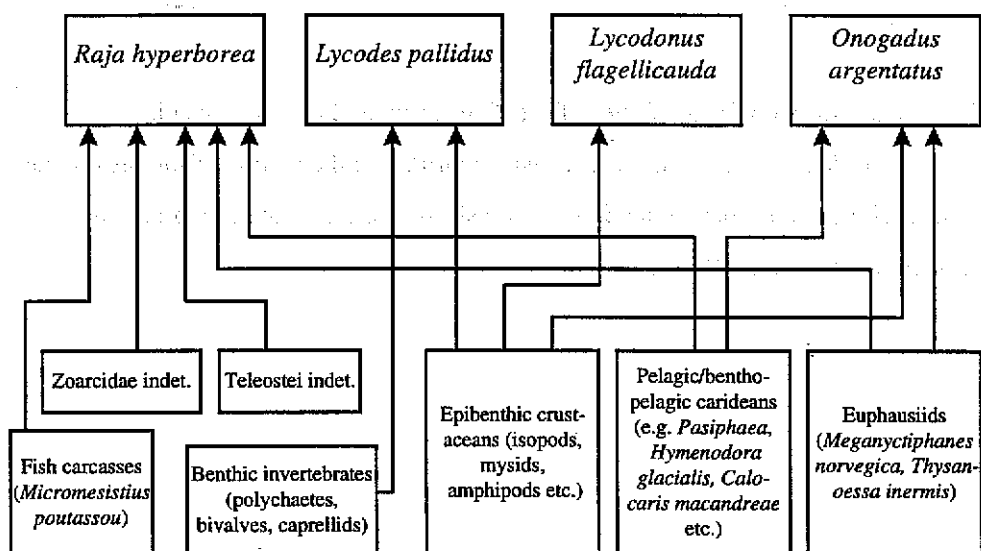 Raja hyperborea
Lycodes pallidus
Lycodonus
flagellicauda
Onogadus
argentatus
Zoarcidae indet.
Teleostei indet.
Fish carcasses
(Micromesistius
poutassou)
Benthic invertebrates
(polychaetes,
bivalves, caprellids)
Epibenthic crust-
aceans (isopods,
mysids,
amphipods etc.)
Pelagic/bentho-
pelagic carideans
(e.g. Pasiphaea,
Hymenodora
glacialis, Calo-
caris macandreae
etc.)
Euphausiids
(Meganyctiphanes
norvegica, Thysan-
oessa inermis)